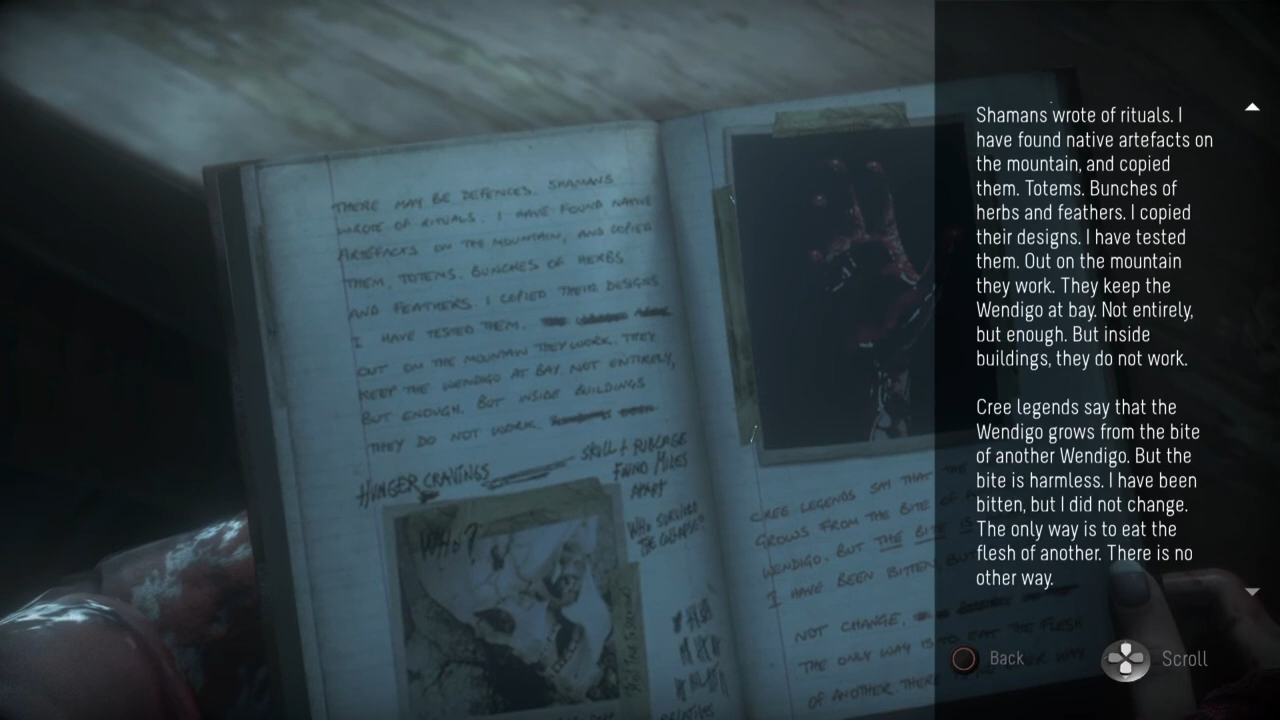 THERE MAY BE DEFENCES. SHAMANS
WROTE OF RITUALS. I HAVE FOUND NATIVE
ARTEFACKS ON THE MOUNTAIN, AND COPIED
THEM, TOTEMS. BUNCHES OF HERBS
AND FEATHERS. I COPIED THEIR DESIGNS
I HAVE TESTED THEM.
OUT ON THE MOUNTAIN THEY WORK. THEY
KEEP THE WENDIGO AT BAY NOT ENTIRELY,
BUT ENOUGH. BUT INSIDE BUILDINGS
THEY DO NOT WORK.
HUNGER CRAVINGS
SKULL & RIBCAGE
FOUND MILES
APART
WHO?
WHO SURVIVED
THE COLLAPSE?
CREE LEGENDS SAY THAT THE
GROWS FROM THE BITE OF A
WENDIGO. BUT THE BITE IS
I HAVE BEEN BITTEN BUT
NOT CHANGE.
THE ONLY WAY IS TO EAT THE FLESH
OF ANOTHER. THERE WAY
Shamans wrote of rituals. I
have found native artefacts on
the mountain, and copied
them. Totems. Bunches of
herbs and feathers. I copied
their designs. I have tested
them. Out on the mountain
they work. They keep the
Wendigo at bay. Not entirely,
but enough. But inside
buildings, they do not work.
Cree legends say that the
Wendigo grows from the bite
of another Wendigo. But the
bite is harmless. I have been
bitten, but I did not change.
The only way is to eat the
flesh of another. There is no
other way.
Back
Scroll